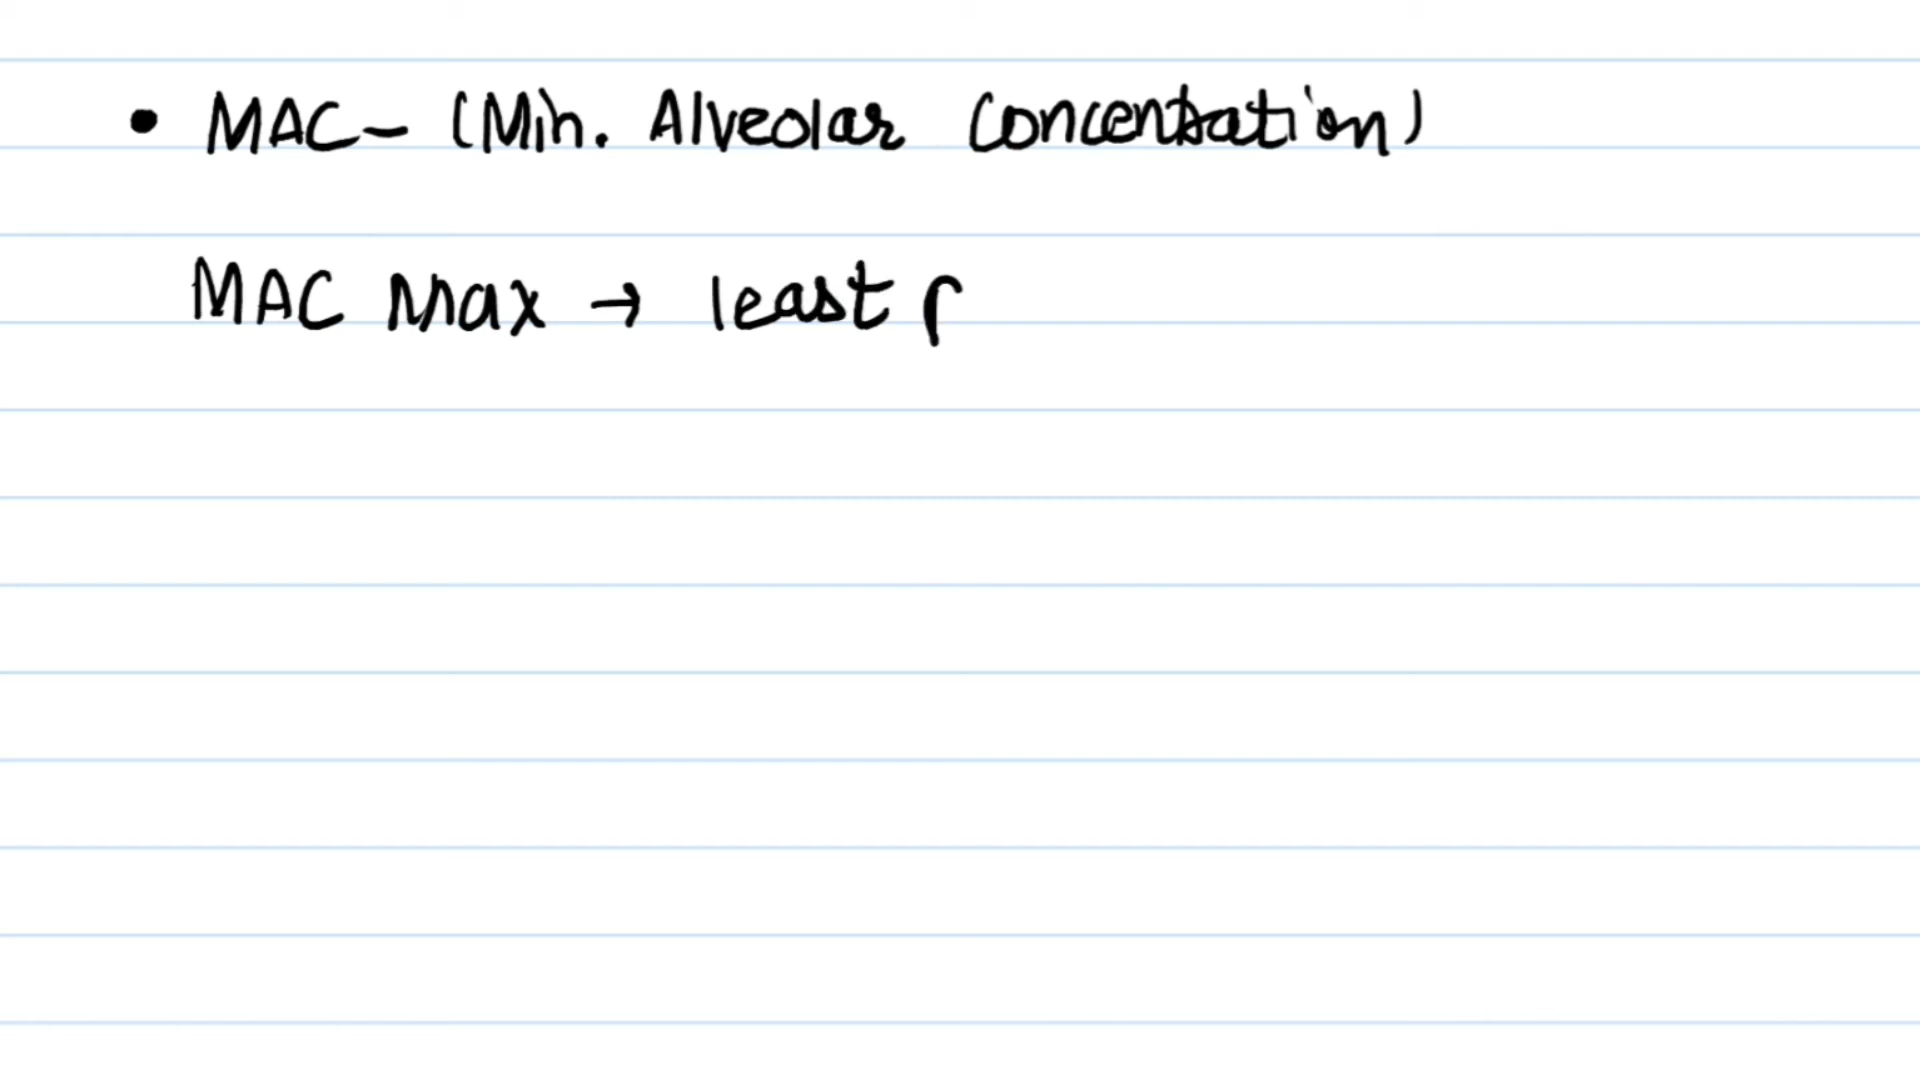 • MAC- (Min. Alveolar Concentration)
MAC Max → least